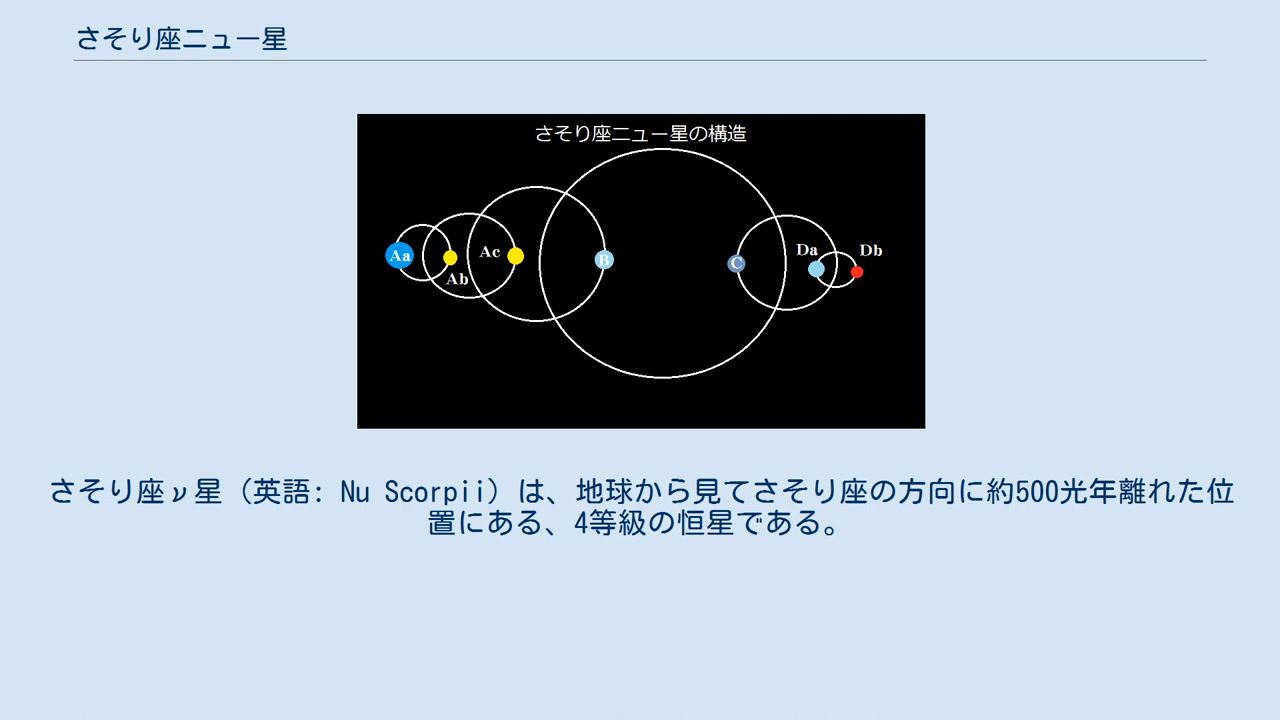 さそり座ニュー星
さそり座ニュー星の構造
Aa
Ab
Ac
B
C
Da
Db
さそり座ν星（英語: Nu Scorpii）は、地球から見てさそり座の方向に約500光年離れた位
置にある、4等級の恒星である。